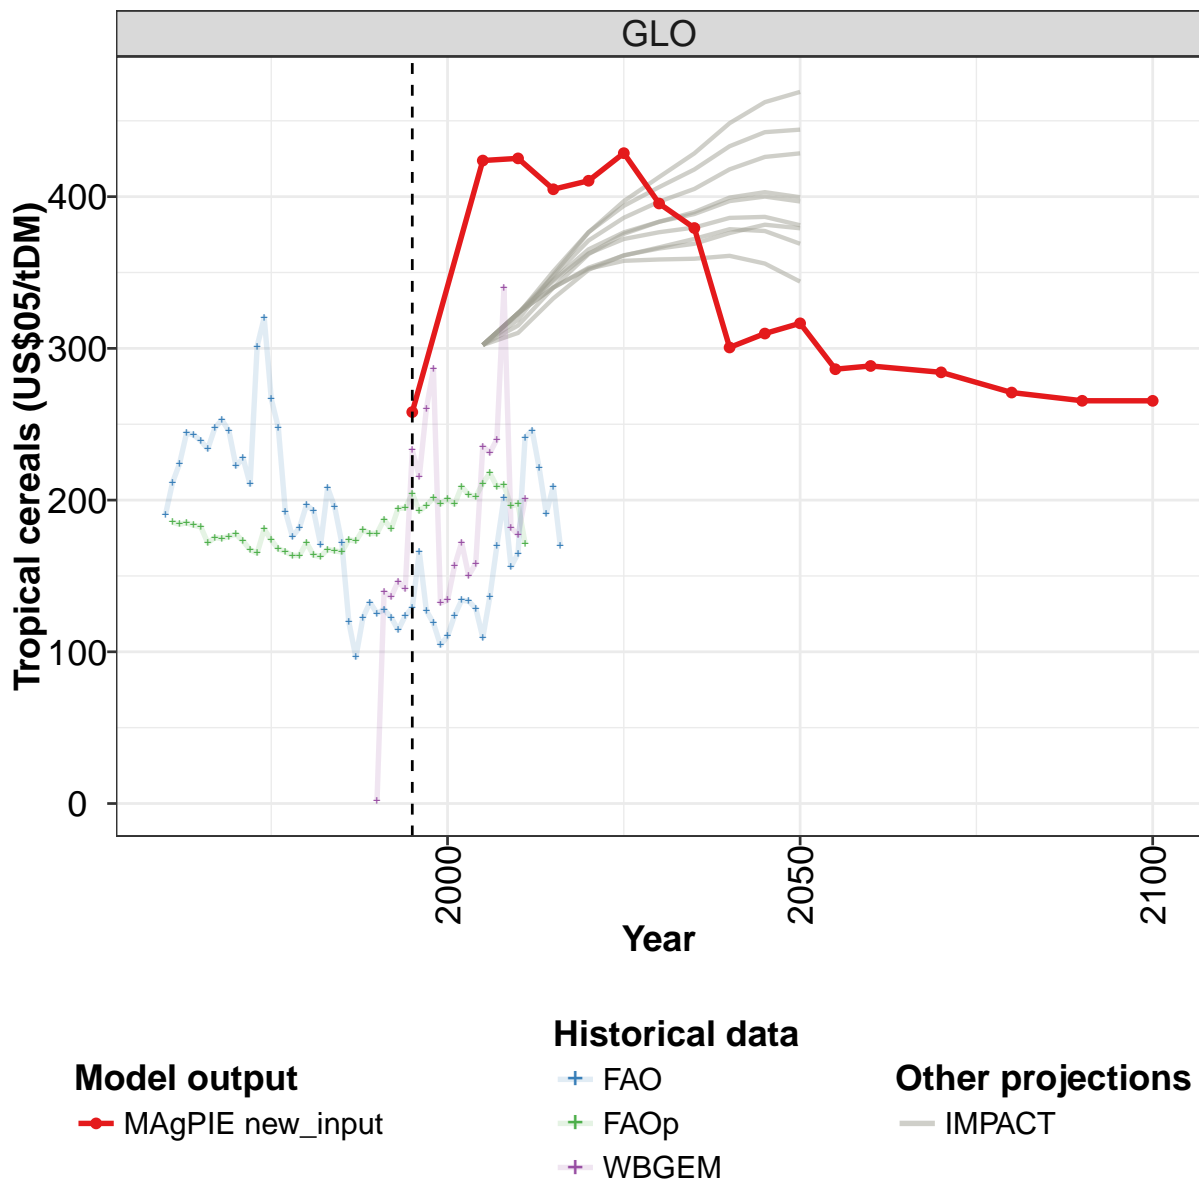 GLO
Tropical cereals (US$05/tDM)
400
300
200
100
0
2000
2050
2100
Year
Model output
MAgPIE new_input
Historical data
FAO
FAOp
WBGEM
Other projections
IMPACT